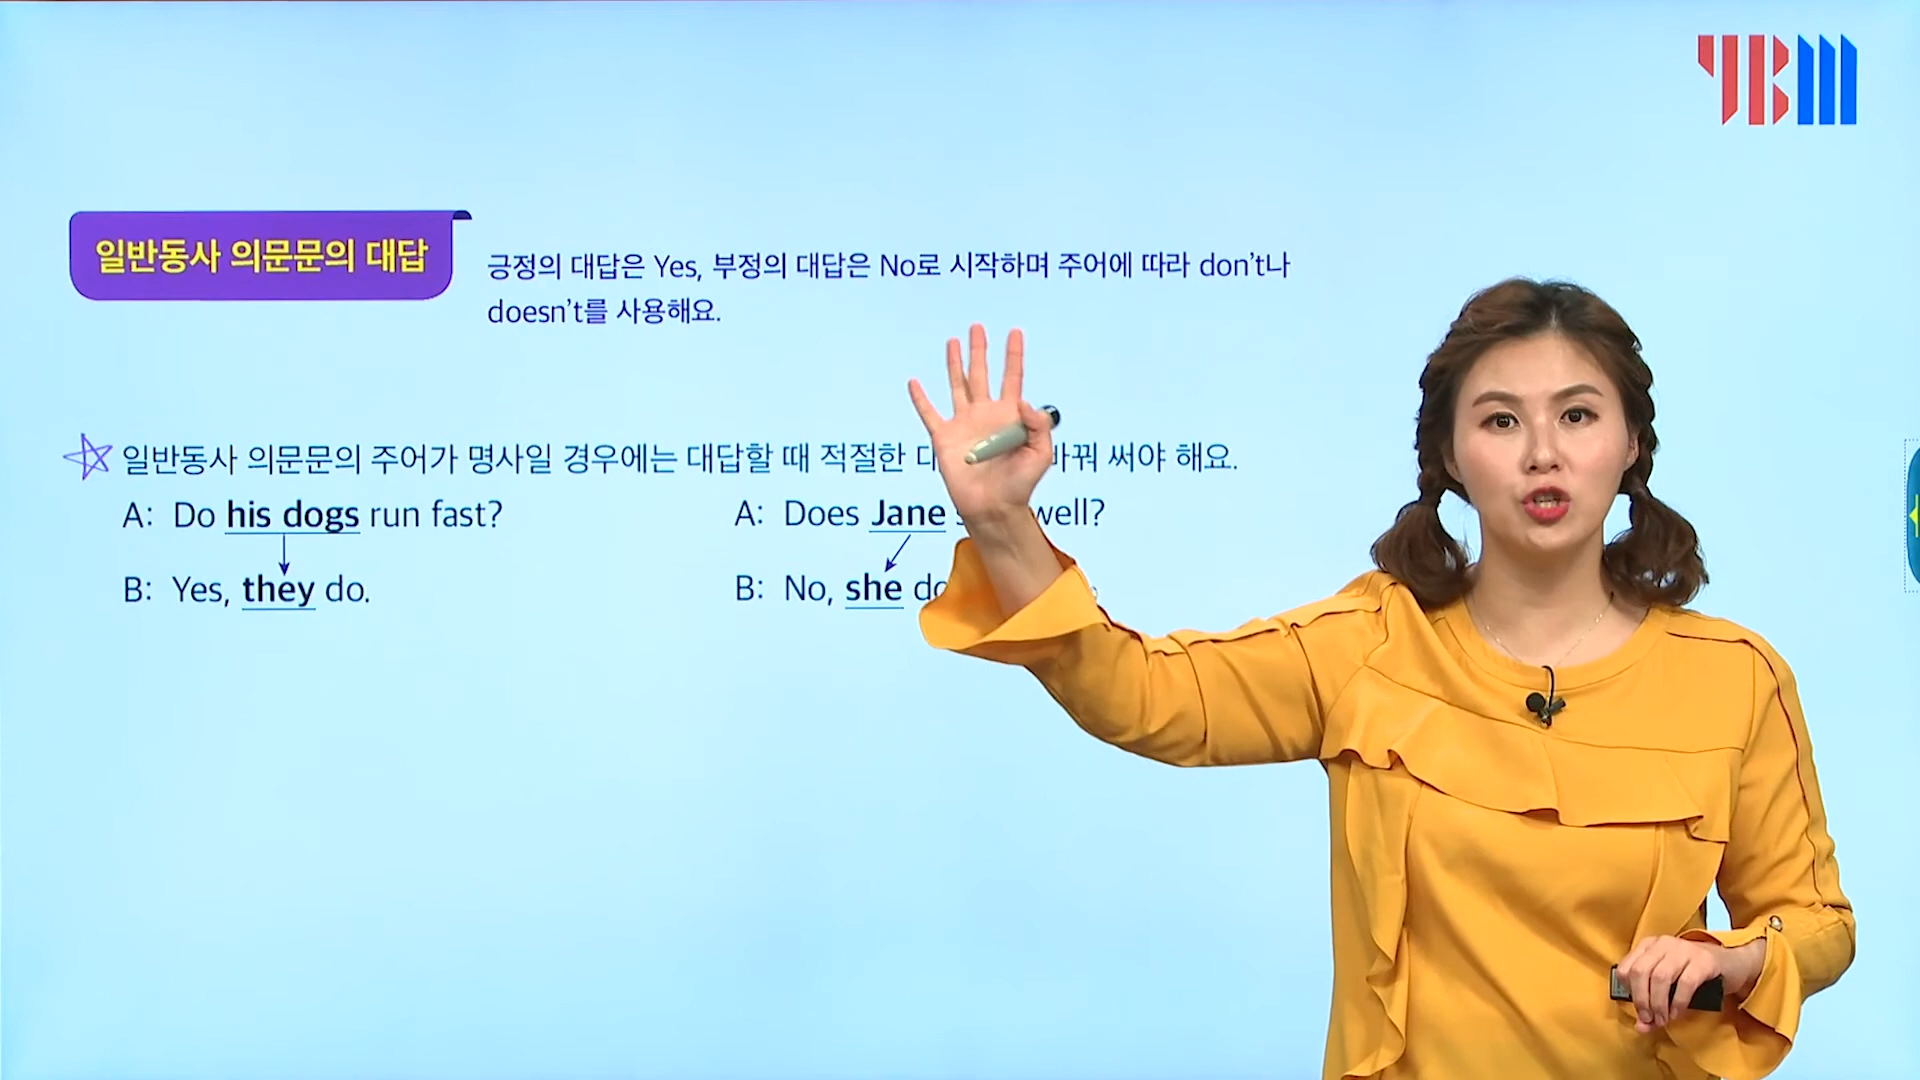 YBM
일반동사 의문문의 대답
긍정의 대답은 Yes, 부정의 대답은 No로 시작하며 주어에 따라 don't나
doesn't를 사용해요.
일반동사 의문문의 주어가 명사일 경우에는 대답할 때 적절한 써야 해요.
A: Do his dogs run fast?
B: Yes, they do.
A: Does Jane well?
B: No, she